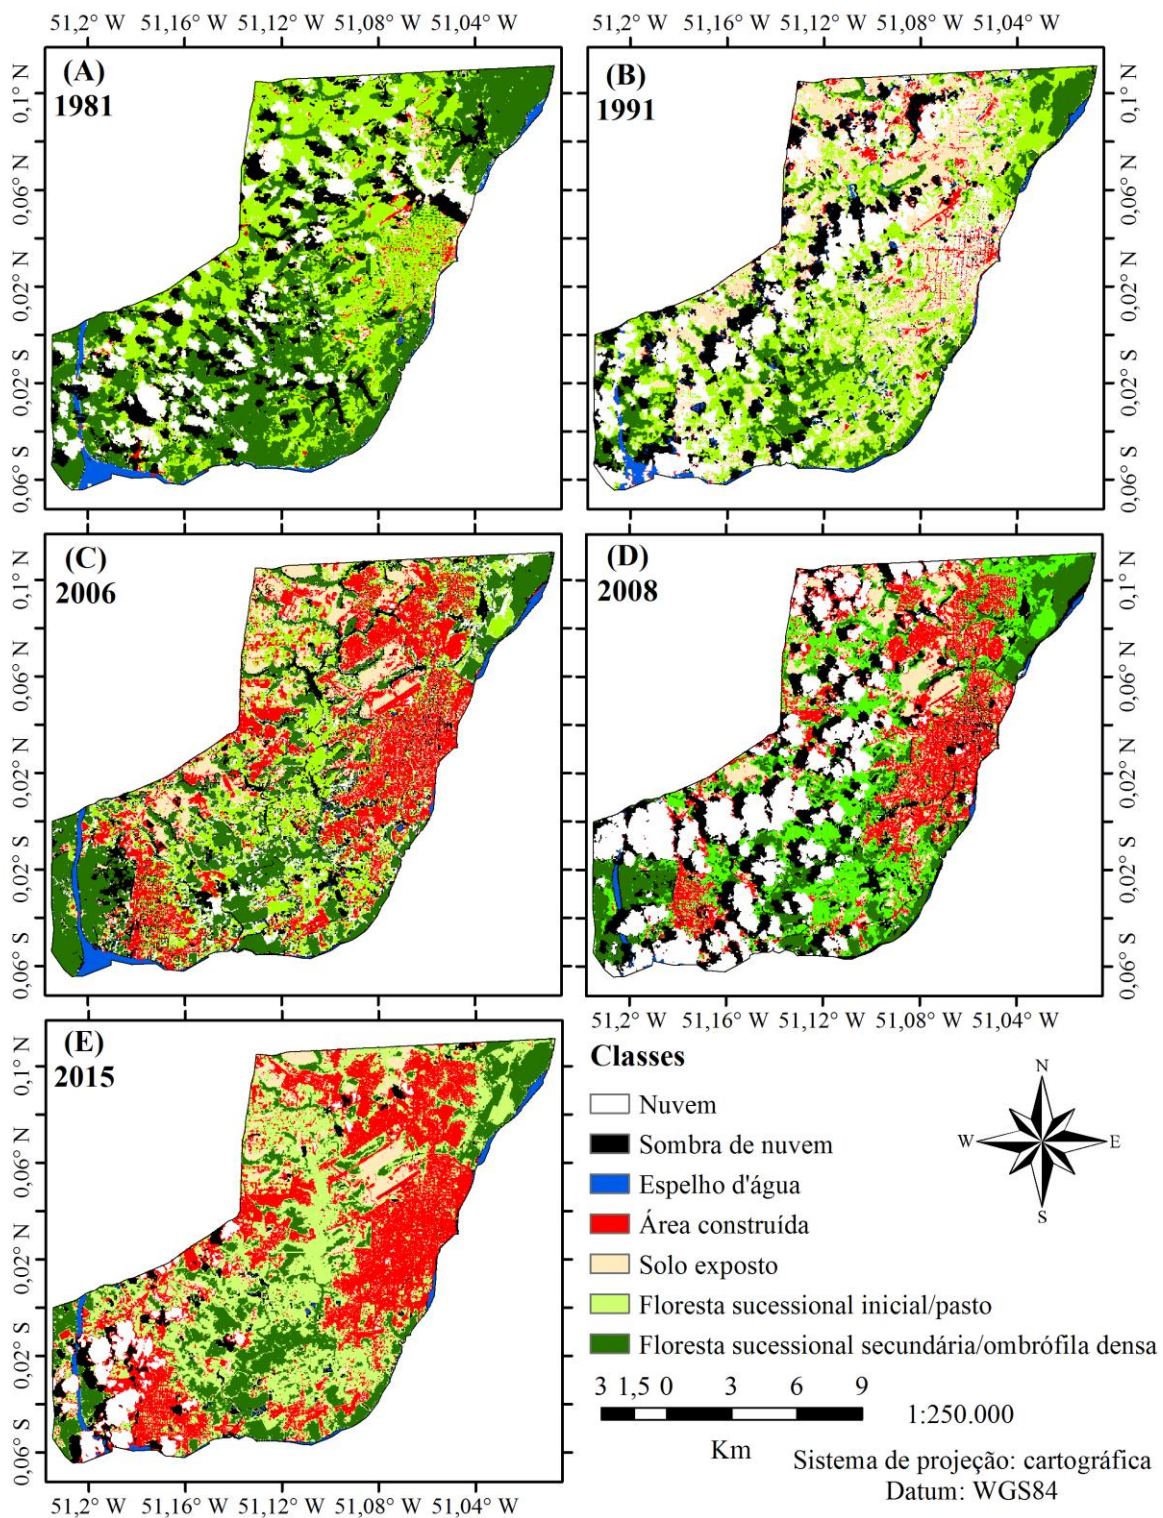 51,2° W 51,16° W 51,12° W 51,08° W 51,04° W
51,2° W 51,16° W 51,12° W 51,08° W 51,04° W
(A)
1981
0,1° N
0,06° N
0,02° N
0,02° S
0,06° S
(B)
1991
0,1° N
0,06° N
0,02° N
0,02° S
0,06° S
(C)
2006
0,1° N
0,06° N
0,02° N
0,02° S
0,06° S
(D)
2008
0,1° N
0,06° N
0,02° N
0,02° S
0,06° S
51,2° W 51,16° W 51,12° W 51,08° W 51,04° W
(E)
2015
0,1° N
0,06° N
0,02° N
0,02° S
0,06° S
51,2° W 51,16° W 51,12° W 51,08° W 51,04° W
Classes
Nuvem
Sombra de nuvem
Espelho d'água
Área construída
Solo exposto
Floresta sucessional inicial/pasto
Floresta sucessional secundária/ombrófila densa
N
W E
S
3 1,5 0 3 6 9
1:250.000
Km
Sistema de projeção: cartográfica
Datum: WGS84